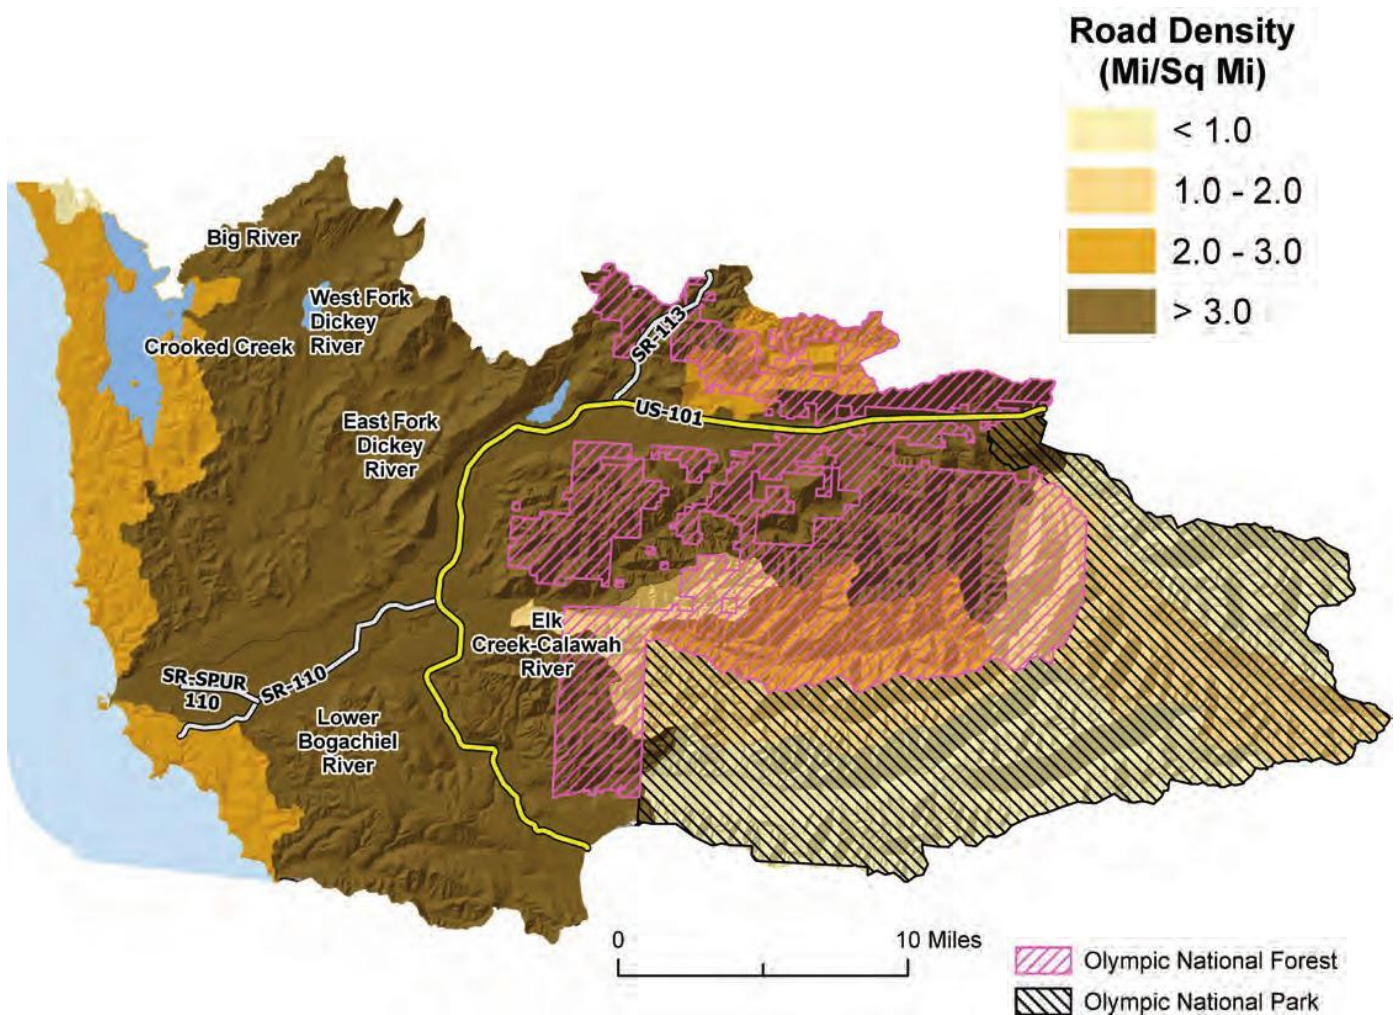 Road Density
(Mi/Sq Mi)
< 1.0
1.0 - 2.0
2.0 - 3.0
> 3.0
Big River
West Fork
Dickey
River
Crooked Creek
SR-113
US-101
East Fork
Dickey
River
Elk
Creek-Calawah
River
SR-SPUR
110
SR-110
Lower
Bogachiel
River
0
10 Miles
Olympic National Forest
Olympic National Park